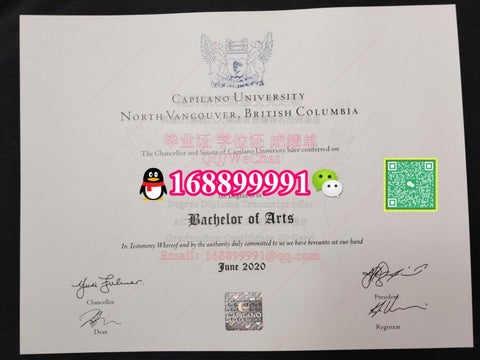 CAPILANO UNIVERSITY
NORTH VANCOUVER, BRITISH COLUMBIA
毕业证 学位证 成绩单
The Chancellor and Senate of Capilano University have conferred on
QQ/WeChat
168899991
Degree Diploma Transcript offer
Bachelor of Arts
In Testimony Whereof and by the authority duly committed to us we have hereunto set our hand
Email: 168899991@qq.com
June 2020
Chancellor
President
Dean
CAPILANO
Registrar